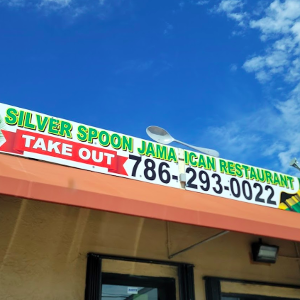 SILVER SPOON JAMA-ICAN RESTAURANT
TAKE OUT
786-293-0022